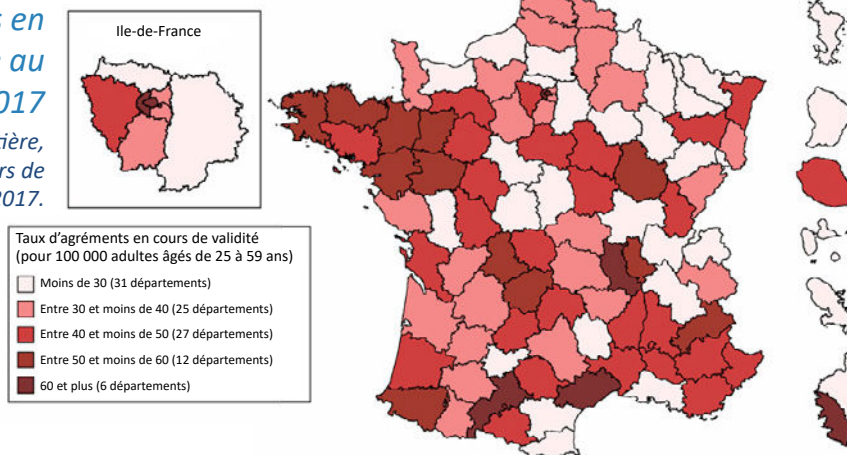 s en
au
2017
tière,
rs de
2017.
Ile-de-France
Taux d'agréments en cours de validité
(pour 100 000 adultes âgés de 25 à 59 ans)
Moins de 30 (31 départements)
Entre 30 et moins de 40 (25 départements)
Entre 40 et moins de 50 (27 départements)
Entre 50 et moins de 60 (12 départements)
60 et plus (6 départements)